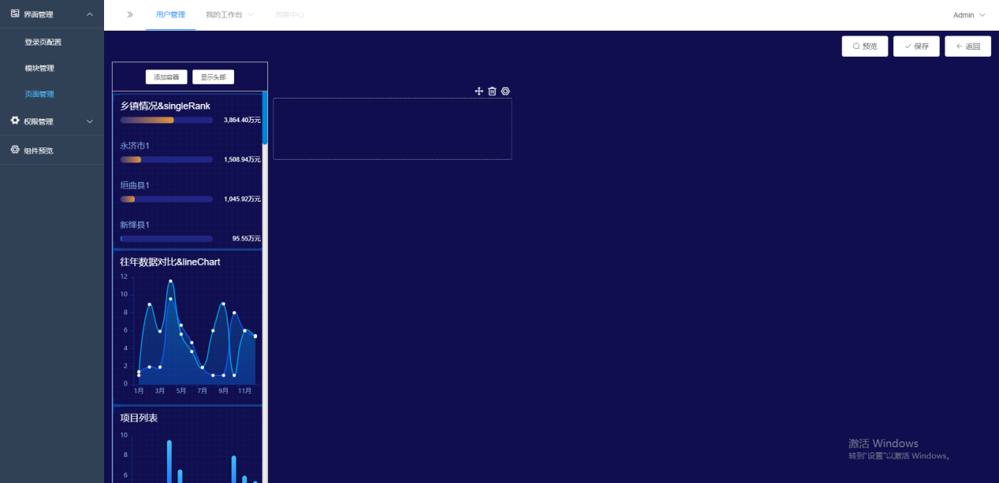 界面管理
用户管理
我的工作台
消息中心
Admin
登录页配置
模块管理
页面管理
权限管理
组件预览
预览
保存
返回
添加容器
显示头部
乡镇情况&singleRank
3,864.40万元
永济市1
1,508.94万元
垣曲县1
1,045.92万元
新绛县1
95.55万元
往年数据对比&lineChart
12
10
8
6
4
2
0
1月 3月 5月 7月 9月 11月
项目列表
10
8
6
激活 Windows
转到"设置"以激活 Windows。